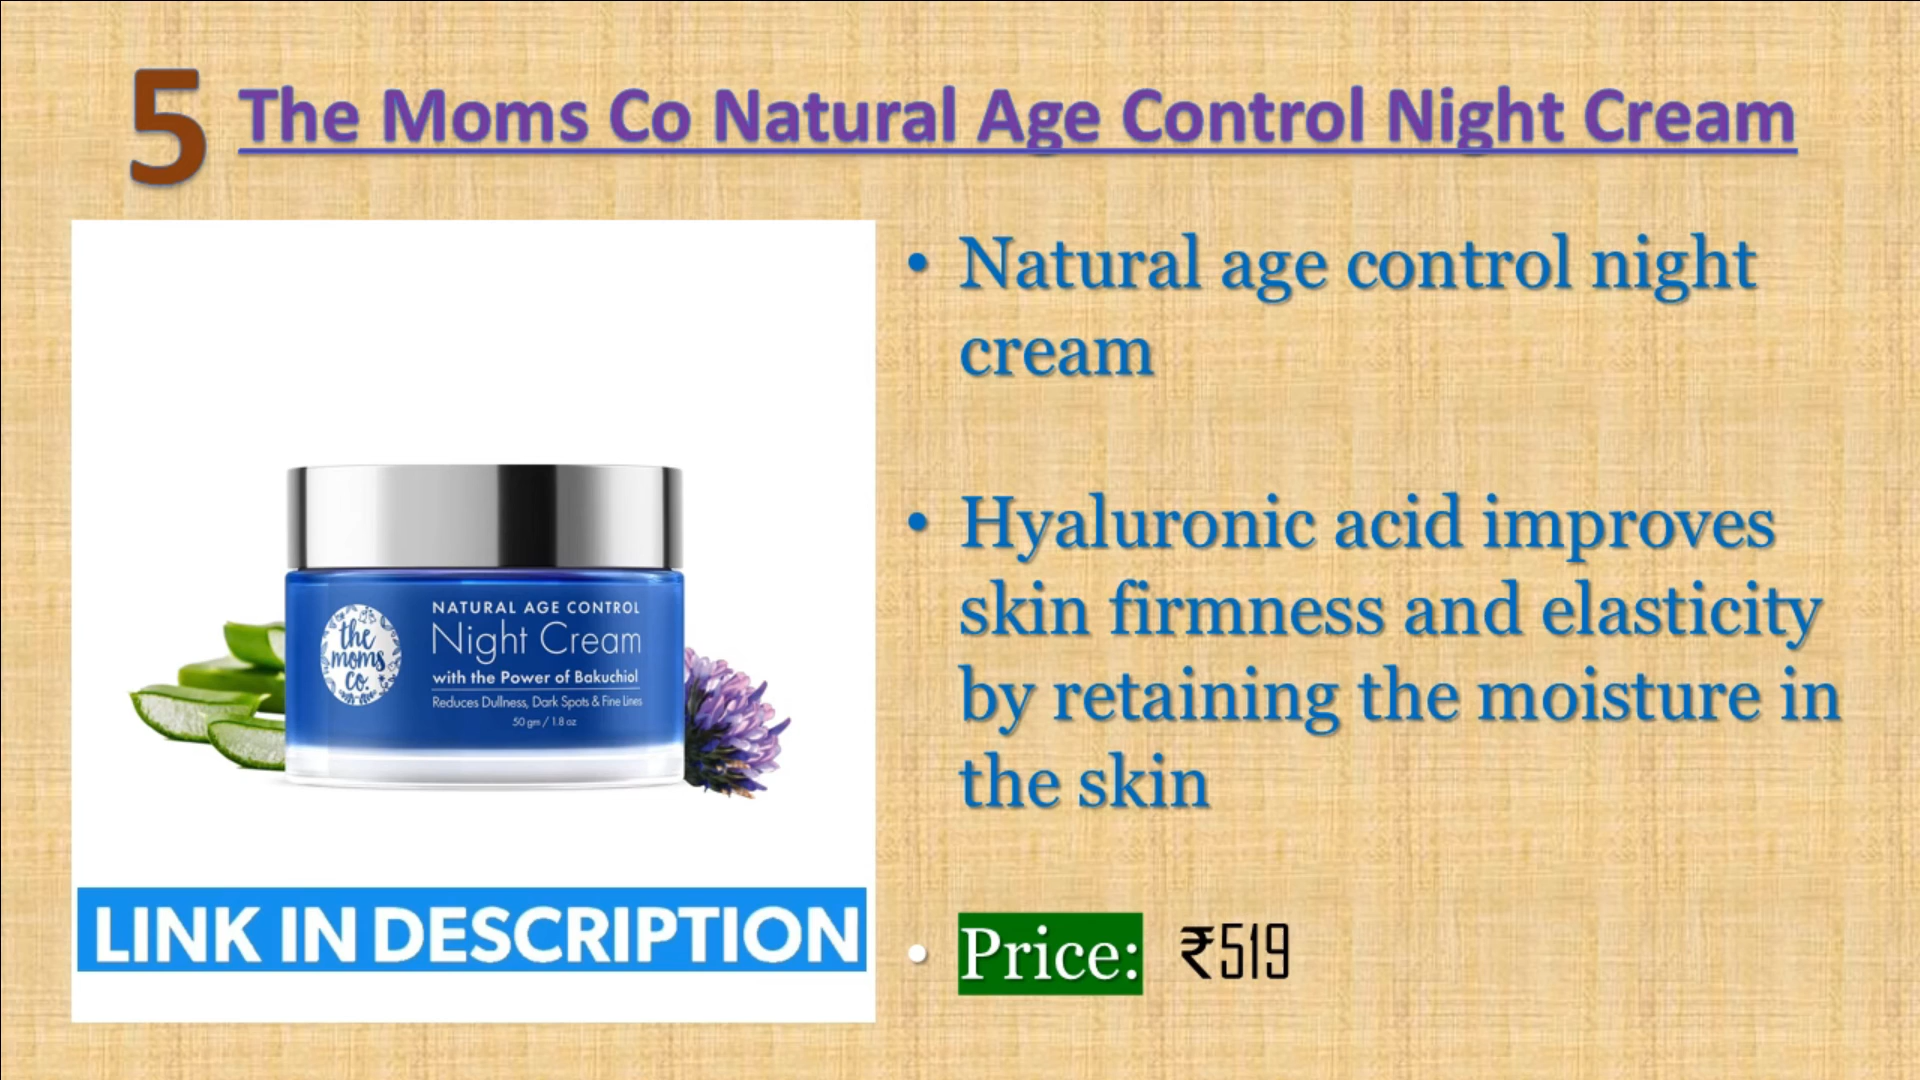 5 The Moms Co Natural Age Control Night Cream
• Natural age control night
cream
• Hyaluronic acid improves
skin firmness and elasticity
by retaining the moisture in
the skin
• Price: ₹519
the
moms
co.
NATURAL AGE CONTROL
Night Cream
with the Power of Bakuchiol
Reduces Dullness, Dark Spots & Fine Lines
50 gm / 1.8 oz
LINK IN DESCRIPTION